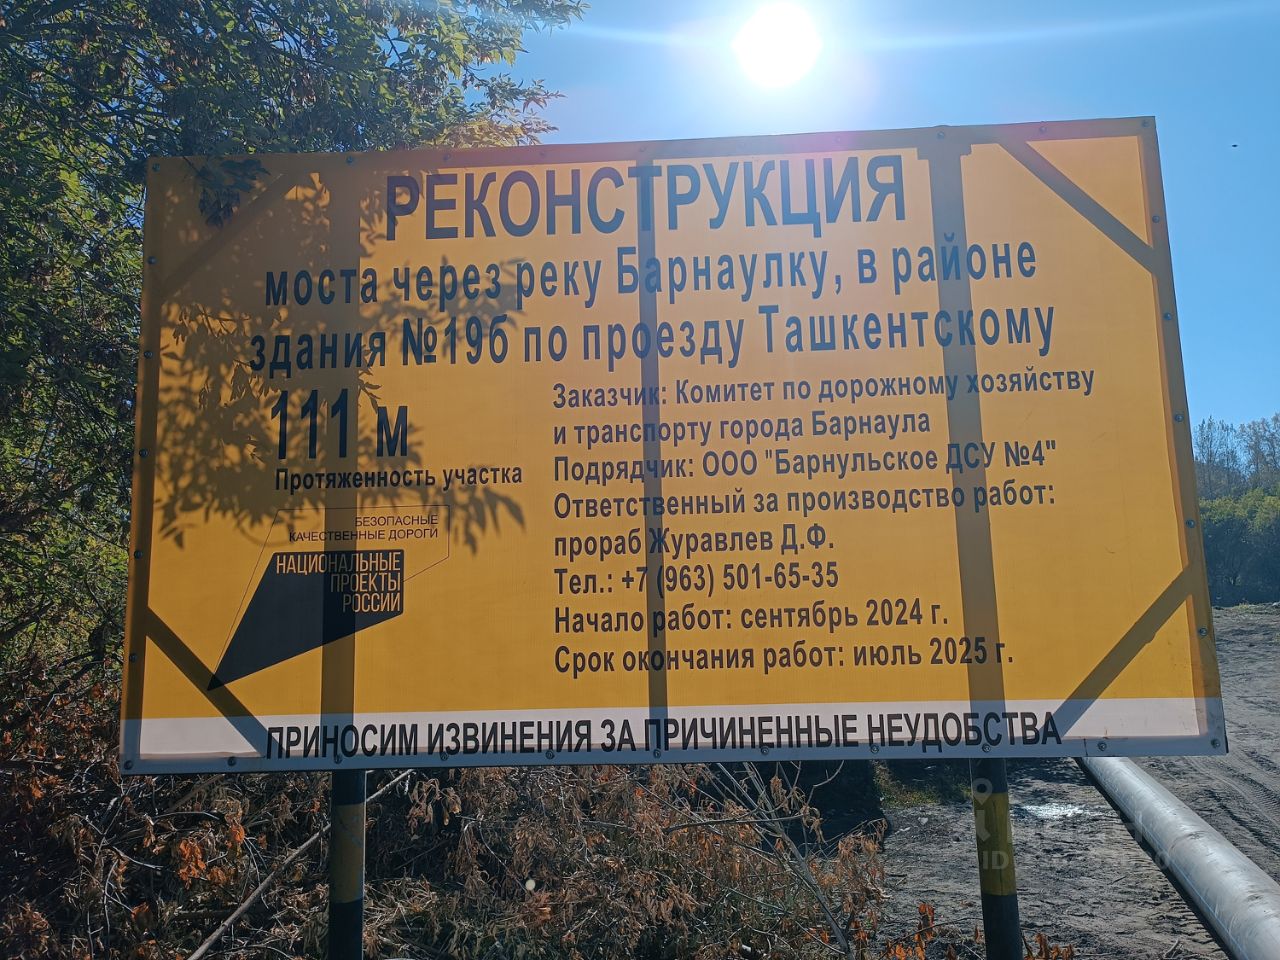 РЕКОНСТРУКЦИЯ
моста через реку Барнаулку, в районе
здания №19б по проезду Ташкентскому
111 м
Протяженность участка
Заказчик: Комитет по дорожному хозяйству
и транспорту города Барнаула
Подрядчик: ООО "Барнульское ДСУ №4"
Ответственный за производство работ:
прораб Журавлев Д.Ф.
Тел.: +7 (963) 501-65-35
Начало работ: сентябрь 2024 г.
Срок окончания работ: июль 2025 г.
БЕЗОПАСНЫЕ
КАЧЕСТВЕННЫЕ ДОРОГИ
НАЦИОНАЛЬНЫЕ
ПРОЕКТЫ
РОССИИ
ПРИНОСИМ ИЗВИНЕНИЯ ЗА ПРИЧИНЕННЫЕ НЕУДОБСТВА